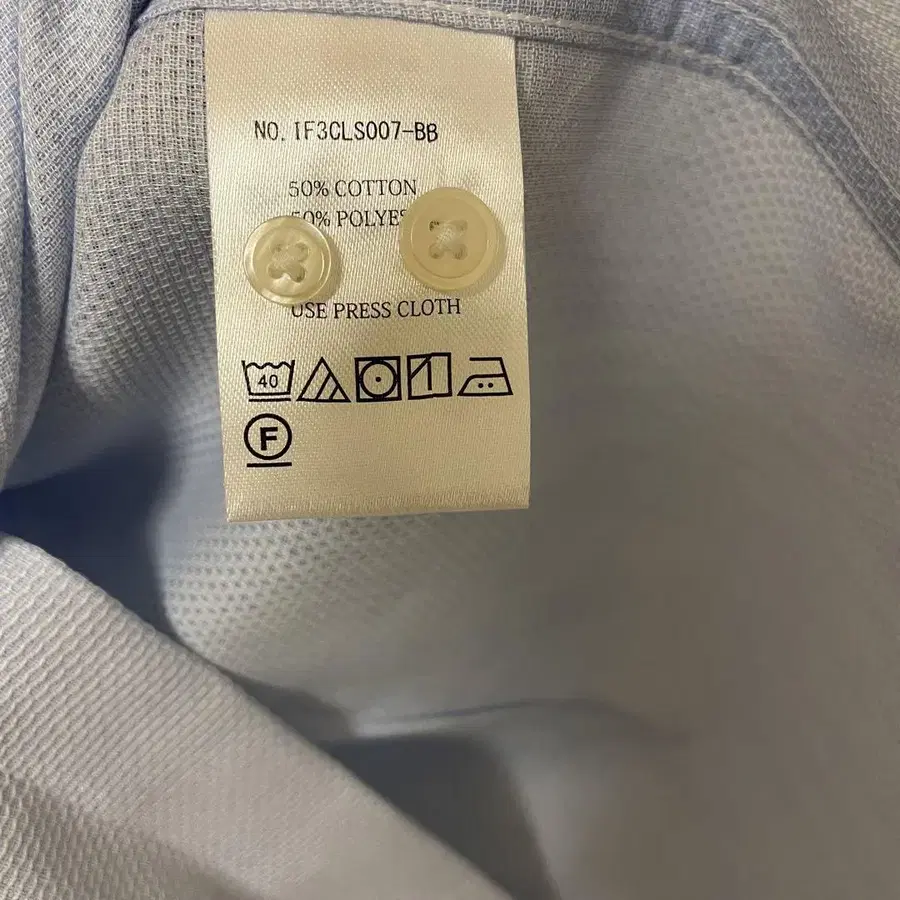 NO. IF3CLS007-BB
50% COTTON
50% POLYES
USE PRESS CLOTH
40
F